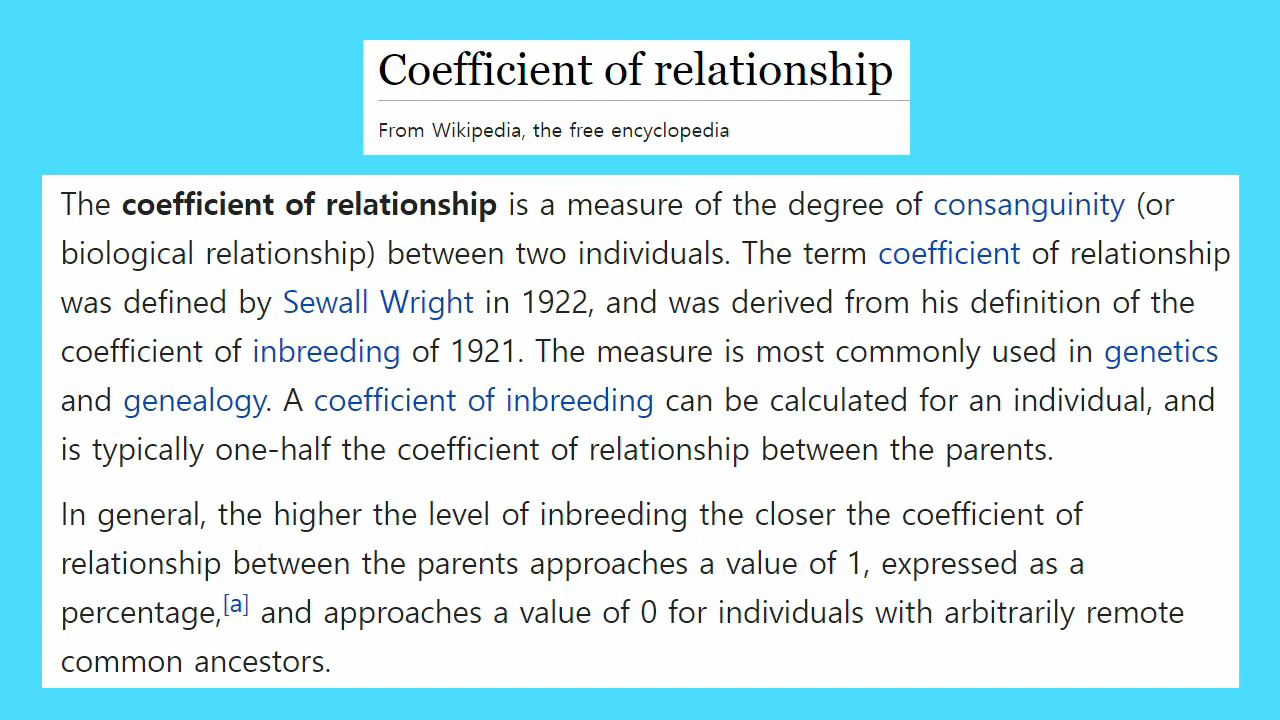 Coefficient of relationship
From Wikipedia, the free encyclopedia
The coefficient of relationship is a measure of the degree of consanguinity (or
biological relationship) between two individuals. The term coefficient of relationship
was defined by Sewall Wright in 1922, and was derived from his definition of the
coefficient of inbreeding of 1921. The measure is most commonly used in genetics
and genealogy. A coefficient of inbreeding can be calculated for an individual, and
is typically one-half the coefficient of relationship between the parents.
In general, the higher the level of inbreeding the closer the coefficient of
relationship between the parents approaches a value of 1, expressed as a
percentage,[a] and approaches a value of 0 for individuals with arbitrarily remote
common ancestors.